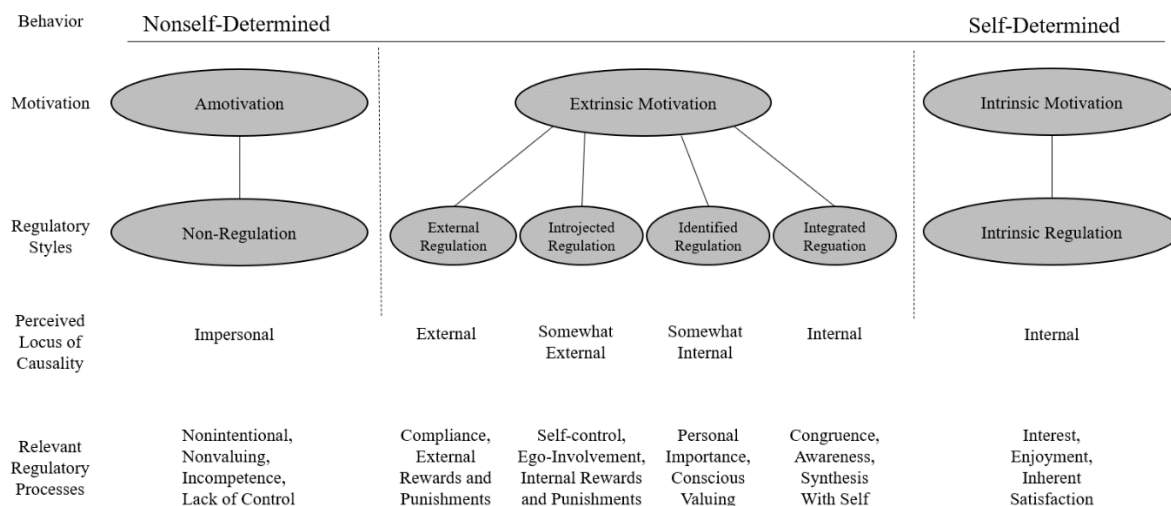 Behavior
Nonself-Determined
Self-Determined
Motivation
Amotivation
Extrinsic Motivation
Intrinsic Motivation
Regulatory
Styles
Non-Regulation
External
Regulation
Introjected
Regulation
Identified
Regulation
Integrated
Reguation
Intrinsic Regulation
Perceived
Locus of
Causality
Impersonal
External
Somewhat
External
Somewhat
Internal
Internal
Internal
Relevant
Regulatory
Processes
Nonintentional,
Nonvaluing,
Incompetence,
Lack of Control
Compliance,
External
Rewards and
Punishments
Self-control,
Ego-Involvement,
Internal Rewards
and Punishments
Personal
Importance,
Conscious
Valuing
Congruence,
Awareness,
Synthesis
With Self
Interest,
Enjoyment,
Inherent
Satisfaction